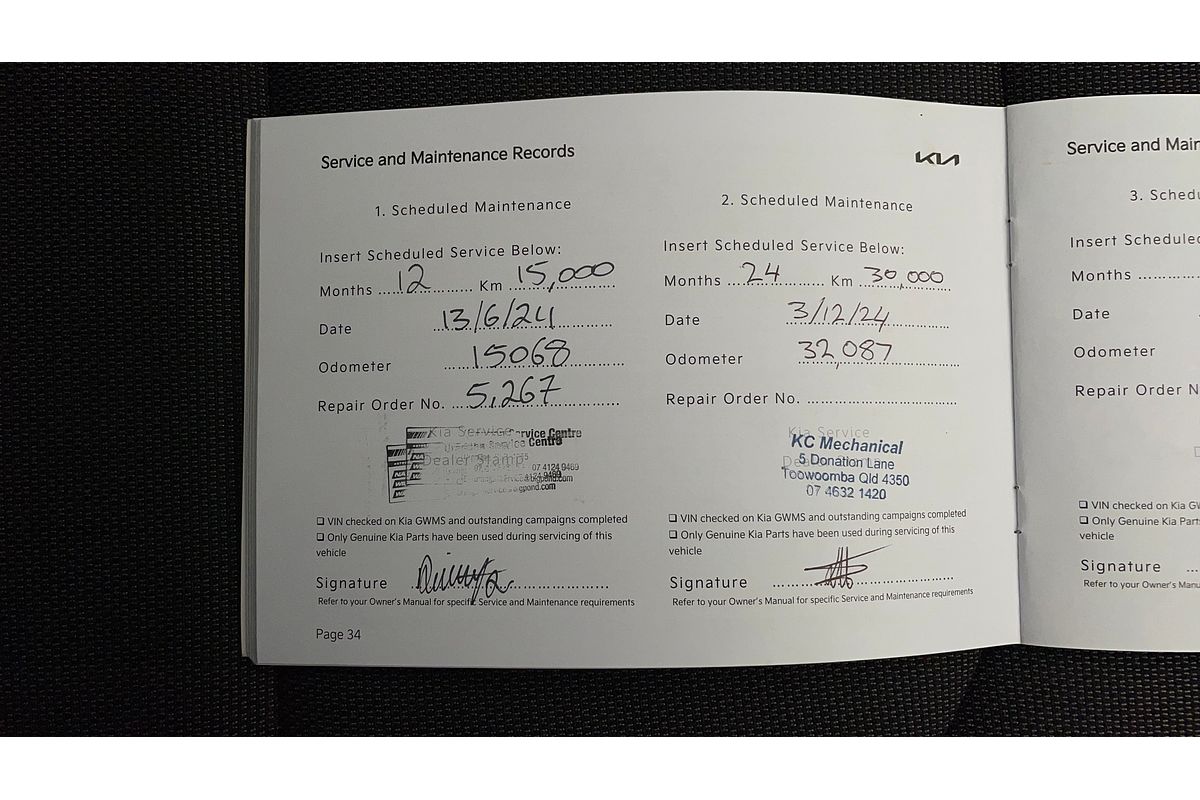 Service and Maintenance Records
KIA
1. Scheduled Maintenance
Insert Scheduled Service Below:
Months 12 Km 15,000
Date 13/6/24
Odometer 15068
Repair Order No. 5,267
Kia Service
Dealer Stamp
Service Centre
07 4124 9469
❏ VIN checked on Kia GWMS and outstanding campaigns completed
❏ Only Genuine Kia Parts have been used during servicing of this
vehicle
Signature
Refer to your Owner's Manual for specific Service and Maintenance requirements
Page 34
2. Scheduled Maintenance
Insert Scheduled Service Below:
Months 24 Km 30,000
Date 3/12/24
Odometer 32,087
Repair Order No.
Kia Service
KC Mechanical
5 Donation Lane
Toowoomba Qld 4350
07 4632 1420
❏ VIN checked on Kia GWMS and outstanding campaigns completed
❏ Only Genuine Kia Parts have been used during servicing of this
vehicle
Signature
Refer to your Owner's Manual for specific Service and Maintenance requirements
Service and Main
3. Schedu
Insert Scheduled
Months
Date
Odometer
Repair Order N
❏ VIN checked on Kia GW
❏ Only Genuine Kia Part
vehicle
Signature
Refer to your Owner's Manu